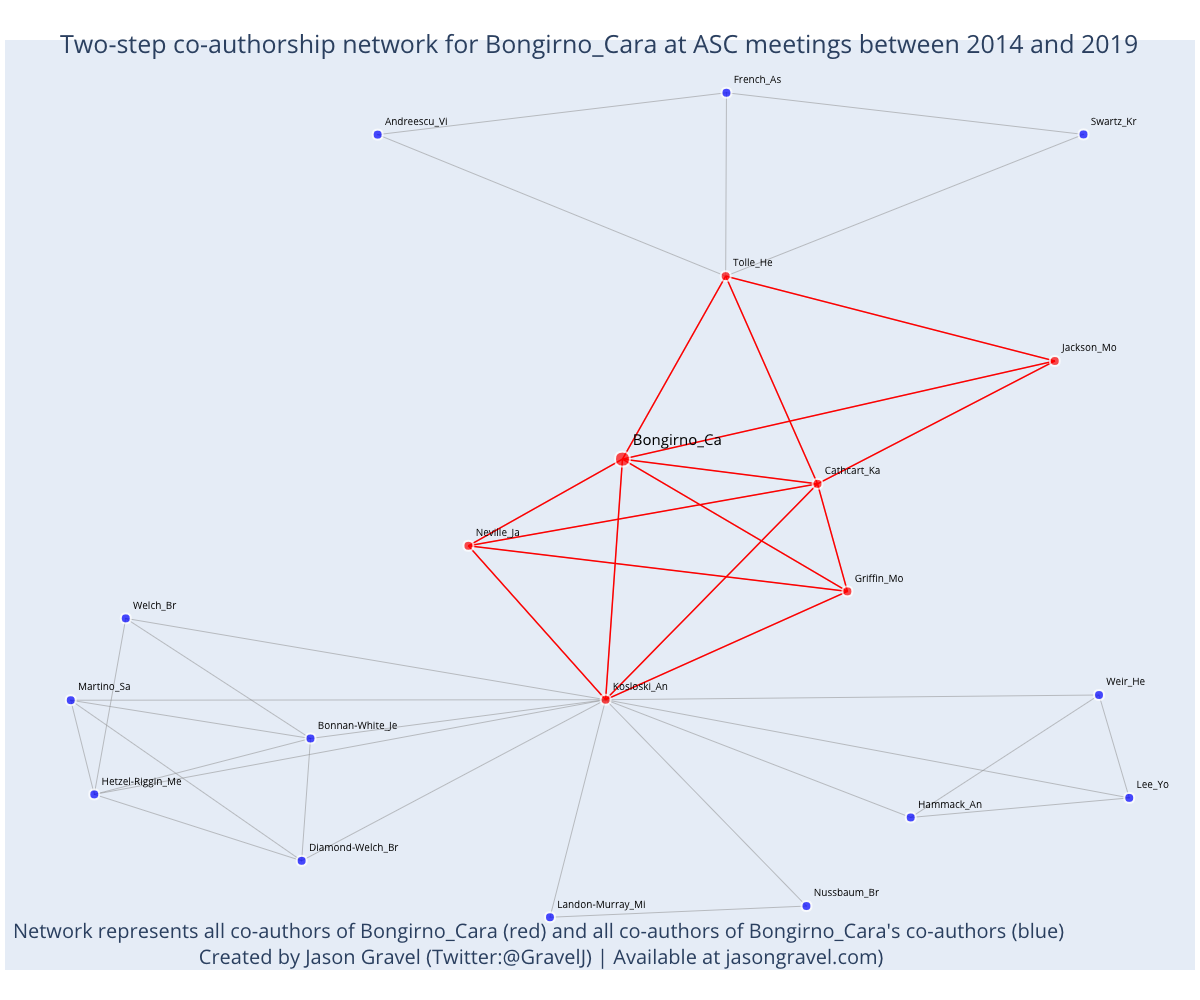 Two-step co-authorship network for Bongirno_Cara at ASC meetings between 2014 and 2019
French_As
Andreescu_Vi
Swartz_Kr
Tolle_He
Jackson_Mo
Bongirno_Ca
Cathcart_Ka
Neville_Ja
Griffin_Mo
Welch_Br
Martino_Sa
Kosloski_An
Weir_He
Bonnan-White_Je
Hetzel-Riggin_Me
Lee_Yo
Hammack_An
Diamond-Welch_Br
Nussbaum_Br
Landon-Murray_Mi
Network represents all co-authors of Bongirno_Cara (red) and all co-authors of Bongirno_Cara's co-authors (blue)
Created by Jason Gravel (Twitter:@GravelJ) | Available at jasongravel.com)